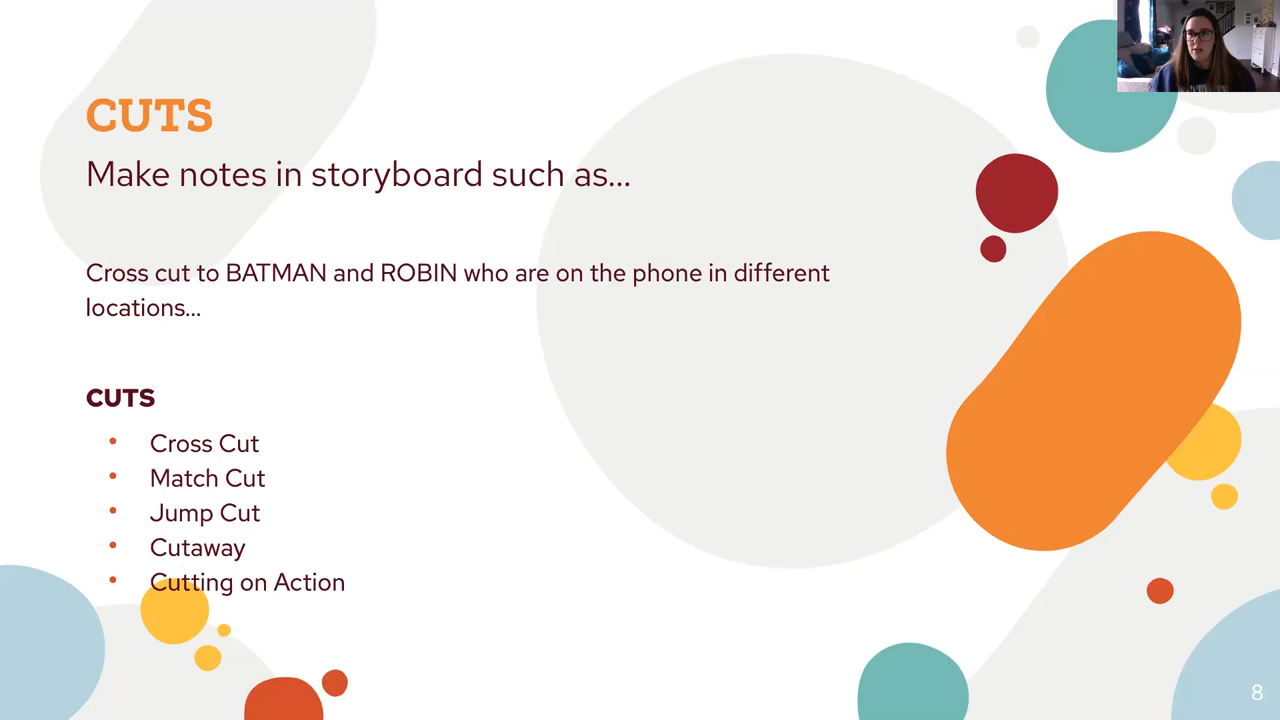 CUTS
Make notes in storyboard such as...
Cross cut to BATMAN and ROBIN who are on the phone in different
locations...
CUTS
• Cross Cut
• Match Cut
• Jump Cut
• Cutaway
• Cutting on Action
8